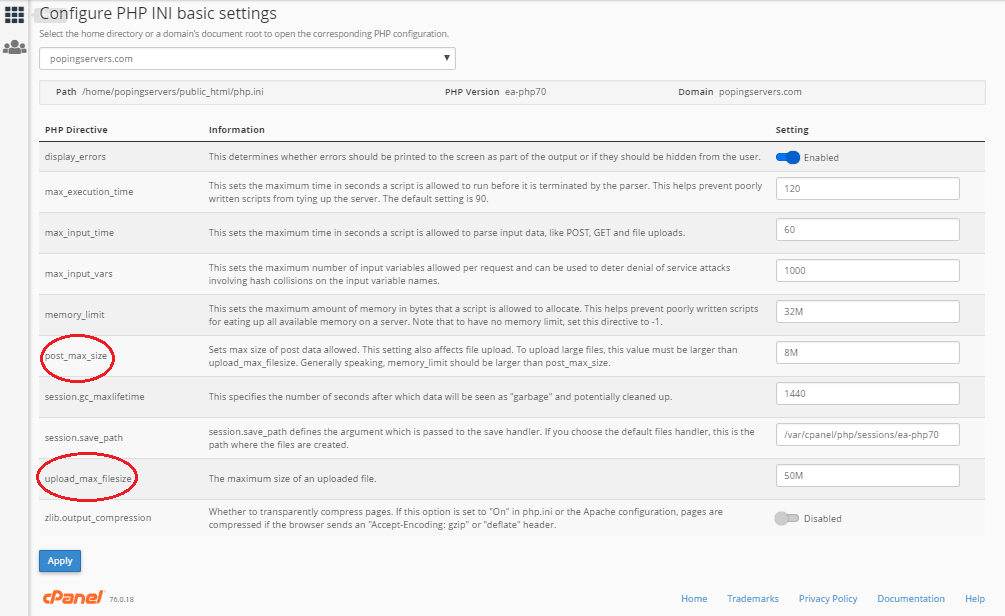 Configure PHP INI basic settings
Select the home directory or a domain's document root to open the corresponding PHP configuration.
popingservers.com
Path /home/popingservers/public_html/php.ini PHP Version ea-php70 Domain popingservers.com
PHP Directive Information Setting
display_errors This determines whether errors should be printed to the screen as part of the output or if they should be hidden from the user. Enabled
max_execution_time This sets the maximum time in seconds a script is allowed to run before it is terminated by the parser. This helps prevent poorly
written scripts from tying up the server. The default setting is 90. 120
max_input_time This sets the maximum time in seconds a script is allowed to parse input data, like POST, GET and file uploads. 60
max_input_vars This sets the maximum number of input variables allowed per request and can be used to deter denial of service attacks
involving hash collisions on the input variable names. 1000
memory_limit This sets the maximum amount of memory in bytes that a script is allowed to allocate. This helps prevent poorly written scripts
for eating up all available memory on a server. Note that to have no memory limit, set this directive to -1. 32M
post_max_size Sets max size of post data allowed. This setting also affects file upload. To upload large files, this value must be larger than
upload_max_filesize. Generally speaking, memory_limit should be larger than post_max_size. 8M
session.gc_maxlifetime This specifies the number of seconds after which data will be seen as "garbage" and potentially cleaned up. 1440
session.save_path session.save_path defines the argument which is passed to the save handler. If you choose the default files handler, this is the
path where the files are created. /var/cpanel/php/sessions/ea-php70
upload_max_filesize The maximum size of an uploaded file. 50M
zlib.output_compression Whether to transparently compress pages. If this option is set to "On" in php.ini or the Apache configuration, pages are
compressed if the browser sends an "Accept-Encoding: gzip" or "deflate" header. Disabled
Apply
cPanel 76.0.18 Home Trademarks Privacy Policy Documentation Help